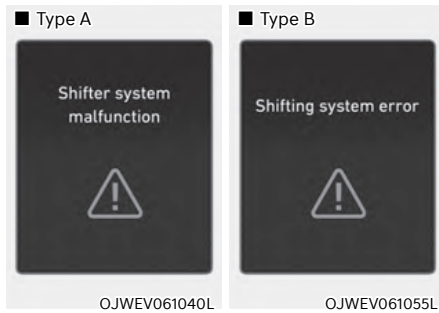 ■ Type A
Shifter system
malfunction
OJWEV061040L
■ Type B
Shifting system error
OJWEV061055L